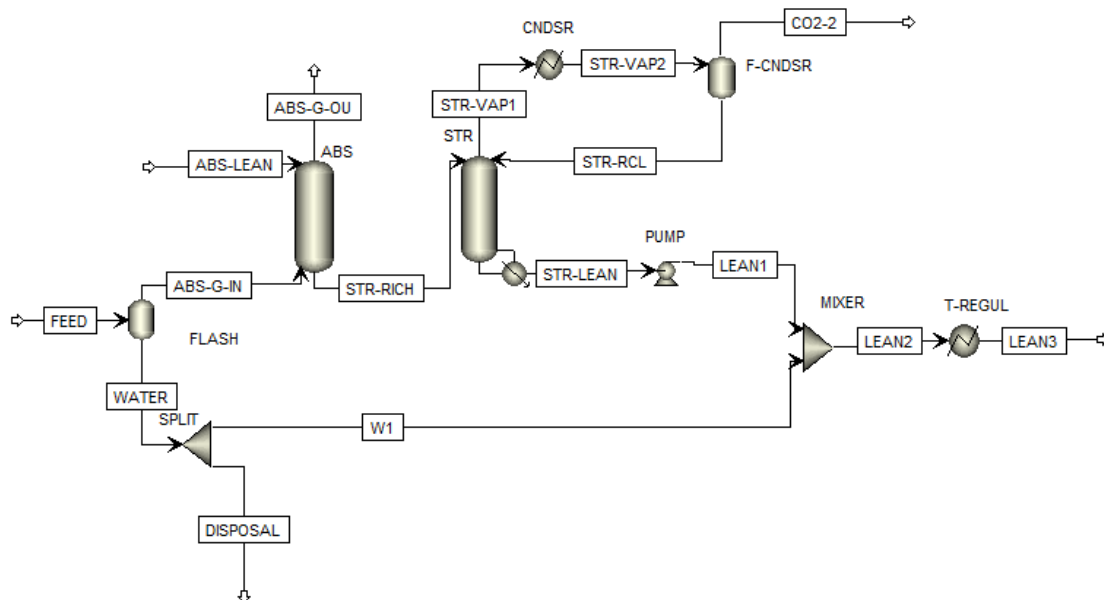 CO2-2
CNDSR
STR-VAP2
F-CNDSR
ABS-G-OU
STR-VAP1
STR
ABS
ABS-LEAN
STR-RCL
PUMP
LEAN1
STR-LEAN
ABS-G-IN
STR-RICH
MIXER
T-REGUL
FEED
FLASH
LEAN2
LEAN3
WATER
SPLIT
W1
DISPOSAL